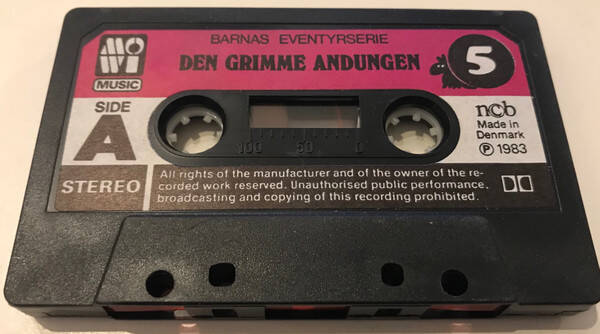 MOWI
MUSIC
BARNAS EVENTYRSERIE
DEN GRIMME ANDUNGEN
5
SIDE
A
STEREO
100 50 0
ncb
Made in
Denmark
Ⓟ 1983
All rights of the manufacturer and of the owner of the re-
corded work reserved. Unauthorised public performance,
broadcasting and copying of this recording prohibited.